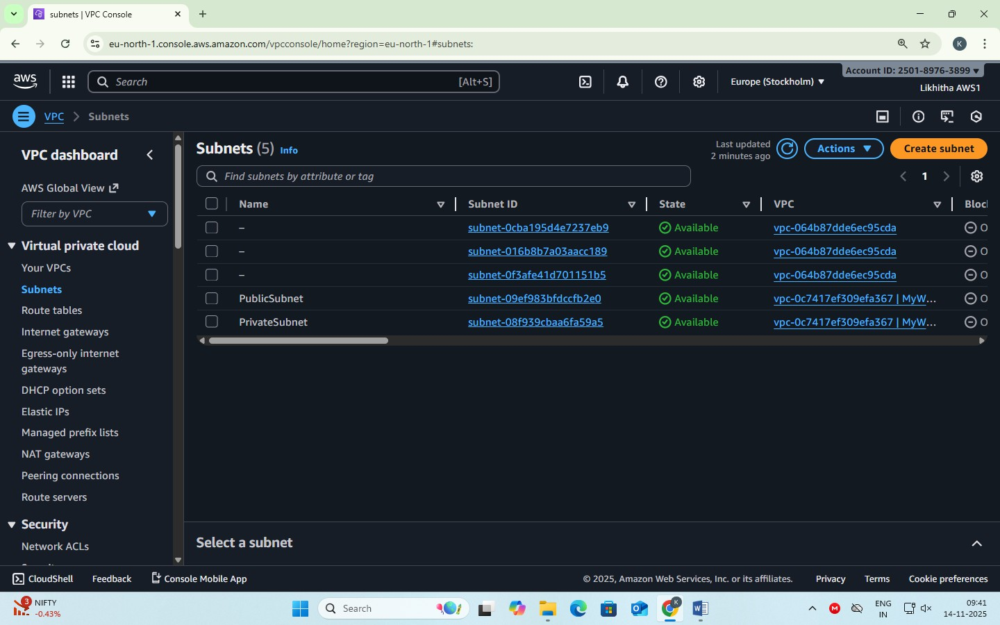 subnets | VPC Console
eu-north-1.console.aws.amazon.com/vpcconsole/home?region=eu-north-1#subnets:
K
aws
Search
[Alt+S]
Europe (Stockholm)
Account ID: 2501-8976-3899
Likhitha AWS1
VPC
Subnets
VPC dashboard
AWS Global View
Filter by VPC
Virtual private cloud
Your VPCs
Subnets
Route tables
Internet gateways
Egress-only internet
gateways
DHCP option sets
Elastic IPs
Managed prefix lists
NAT gateways
Peering connections
Route servers
Security
Network ACLs
Subnets (5) Info
Last updated
2 minutes ago
Actions
Create subnet
Find subnets by attribute or tag
1
Name Subnet ID State VPC Bloc
– subnet-0cba195d4e7237eb9 Available vpc-064b87dde6ec95cda O
– subnet-016b8b7a03aacc189 Available vpc-064b87dde6ec95cda O
– subnet-0f3afe41d701151b5 Available vpc-064b87dde6ec95cda O
PublicSubnet subnet-09ef983bfdccfb2e0 Available vpc-0c7417ef309efa367 | MyW... O
PrivateSubnet subnet-08f939cbaa6fa59a5 Available vpc-0c7417ef309efa367 | MyW... O
Select a subnet
CloudShell Feedback Console Mobile App
© 2025, Amazon Web Services, Inc. or its affiliates. Privacy Terms Cookie preferences
3
NIFTY
-0.43%
Search
K
M
ENG
IN
09:41
14-11-2025